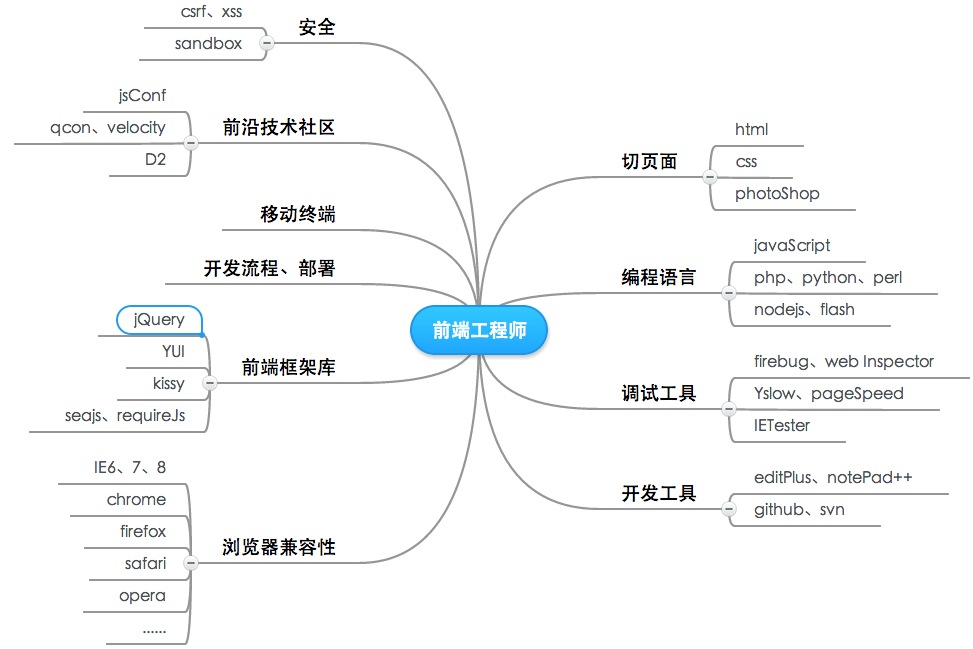 前端工程师
安全
csrf、xss
sandbox
前沿技术社区
jsConf
qcon、velocity
D2
移动终端
开发流程、部署
前端框架库
jQuery
YUI
kissy
seajs、requireJs
浏览器兼容性
IE6、7、8
chrome
firefox
safari
opera
......
切页面
html
css
photoShop
编程语言
javaScript
php、python、perl
nodejs、flash
调试工具
firebug、web Inspector
Yslow、pageSpeed
IETester
开发工具
editPlus、notePad++
github、svn